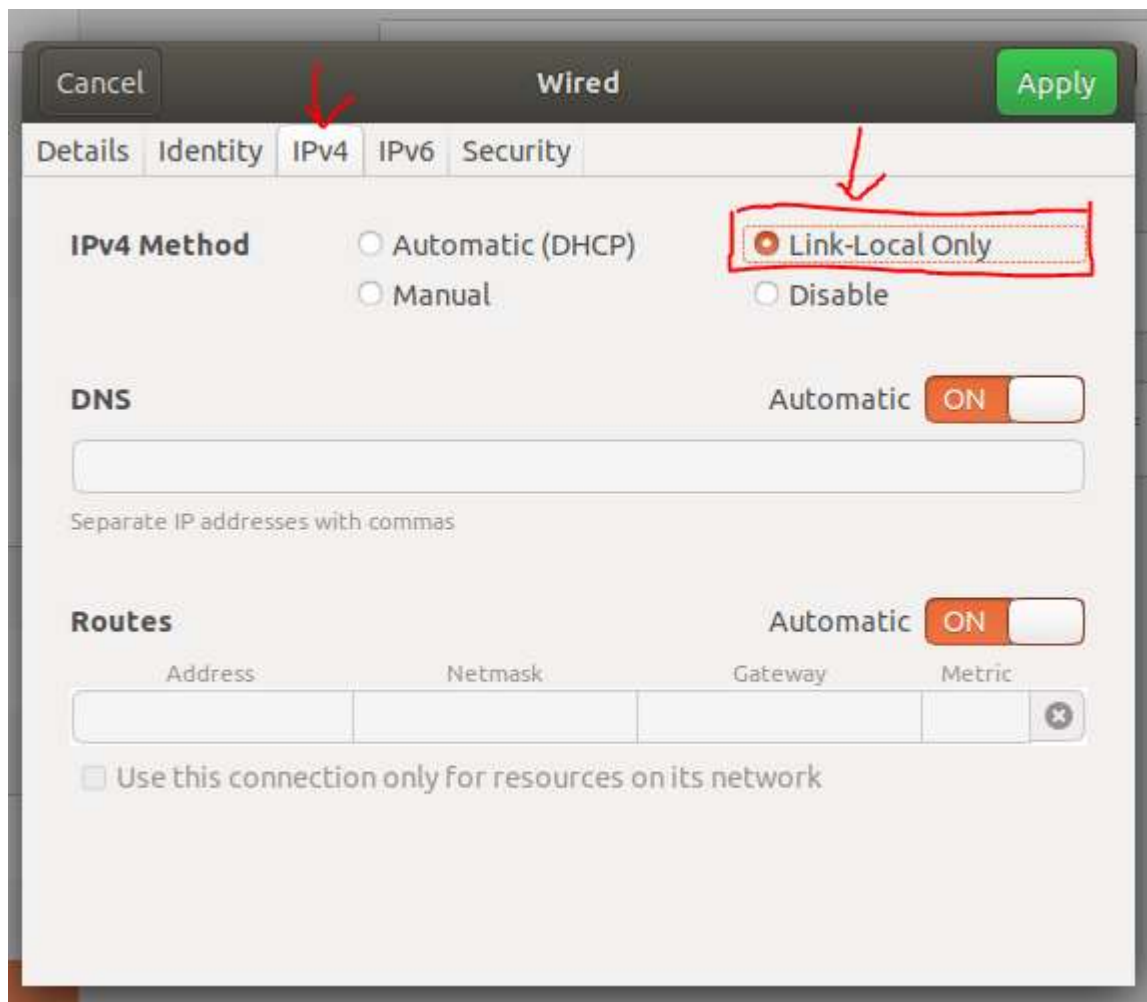 Cancel Wired Apply
Details Identity IPv4 IPv6 Security
IPv4 Method Automatic (DHCP) Link-Local Only
Manual Disable
DNS Automatic ON
Separate IP addresses with commas
Routes Automatic ON
Address Netmask Gateway Metric
Use this connection only for resources on its network